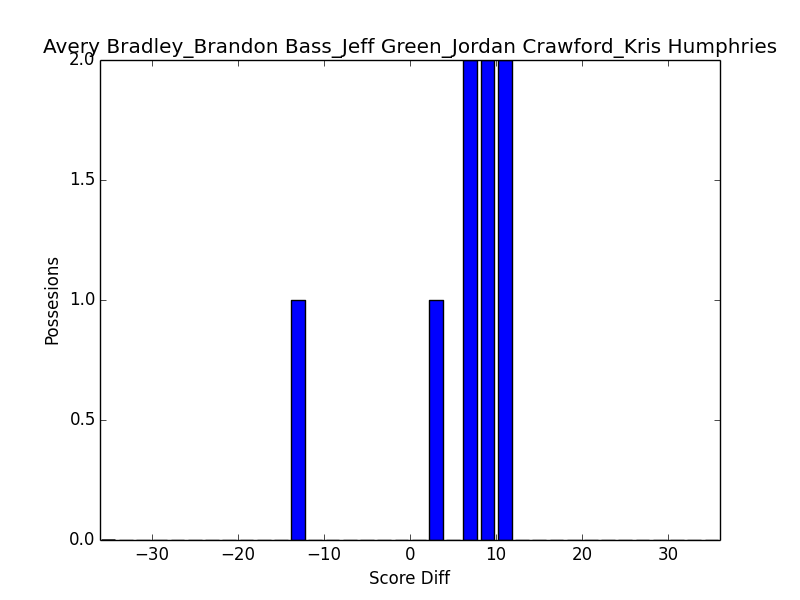 Avery Bradley_Brandon Bass_Jeff Green_Jordan Crawford_Kris Humphries
2.0
1.5
1.0
0.5
0.0
Possesions
−30 −20 −10 0 10 20 30
Score Diff